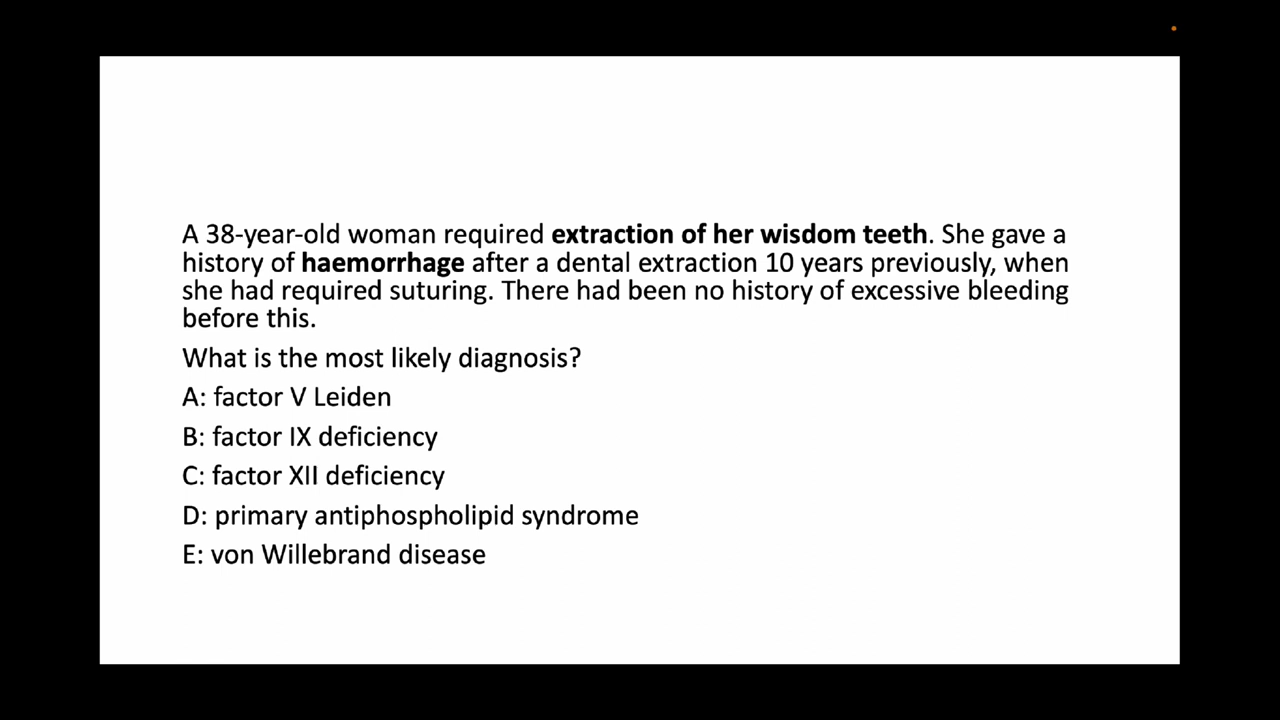 A 38-year-old woman required extraction of her wisdom teeth. She gave a
history of haemorrhage after a dental extraction 10 years previously, when
she had required suturing. There had been no history of excessive bleeding
before this.
What is the most likely diagnosis?
A: factor V Leiden
B: factor IX deficiency
C: factor XII deficiency
D: primary antiphospholipid syndrome
E: von Willebrand disease